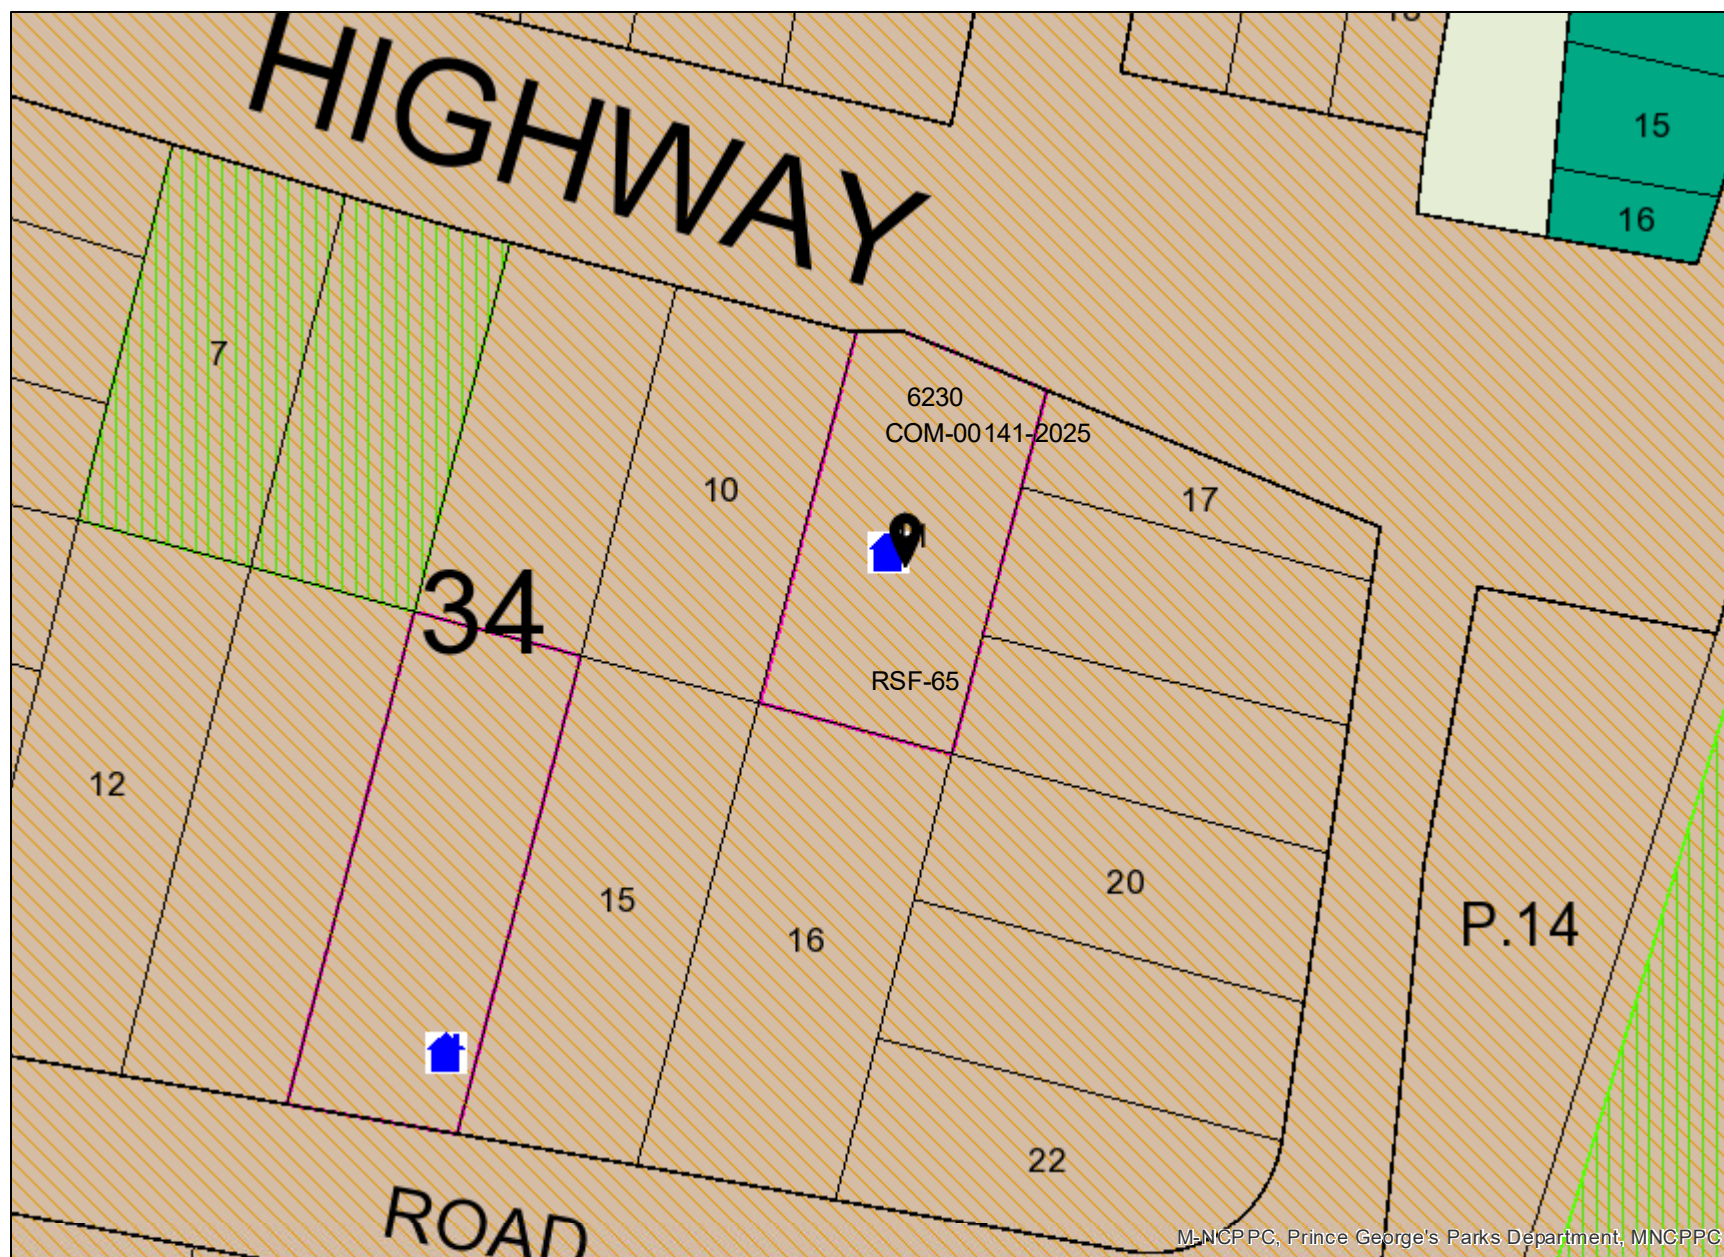 HIGHWAY
15
16
7
6230
COM-00141-2025
10
17
34
RSF-65
12
15
16
20
P.14
22
ROAD
M-NCPPC, Prince George's Parks Department, MNCPPC